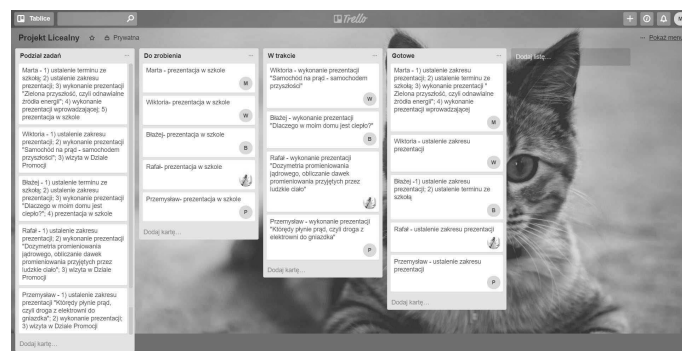 Tablice
Trello
Projekt Licealny
Prywatna
... Pokaż menu
Podział zadań
Marta - 1) ustalenie terminu ze
szkołą; 2) ustalenie zakresu
prezentacji; 3) wykonanie prezentacji
"Zielona przyszłość, czyli odnawialne
źródła energii"; 4) wykonanie
prezentacji wprowadzającej; 5)
prezentacja w szkole
Wiktoria - 1) ustalenie zakresu
prezentacji; 2) wykonanie prezentacji
"Samochód na prąd - samochodem
przyszłości"; 3) wizyta w Dziale
Promocji
Błażej - 1) ustalenie terminu ze
szkołą; 2) ustalenie zakresu
prezentacji; 3) wykonanie prezentacji
"Dlaczego w moim domu jest
ciepło?"; 4) prezentacja w szkole
Rafał - 1) ustalenie zakresu
prezentacji; 2) wykonanie prezentacji
"Dozymetria promieniowania
jądrowego, obliczanie dawek
promieniowania przyjętych przez
ludzkie ciało"; 3) wizyta w Dziale
Promocji
Przemysław - 1) ustalenie zakresu
prezentacji "Którędy płynie prąd,
czyli droga z elektrowni do
gniazdka"; 2) wykonanie prezentacji;
3) wizyta w Dziale Promocji
Dodaj kartę...
Do zrobienia
Marta - prezentacja w szkole
M
Wiktoria- prezentacja w szkole
W
Błażej- prezentacja w szkole
B
Rafał- prezentacja w szkole
Przemysław- prezentacja w szkole
P
Dodaj kartę...
W trakcie
Wiktoria - wykonanie prezentacji
"Samochód na prąd - samochodem
przyszłości"
W
Błażej - wykonanie prezentacji
"Dlaczego w moim domu jest ciepło?"
B
Rafał - wykonanie prezentacji
"Dozymetria promieniowania
jądrowego, obliczanie dawek
promieniowania przyjętych przez
ludzkie ciało"
Przemysław - wykonanie prezentacji
"Którędy płynie prąd, czyli droga z
elektrowni do gniazdka"
P
Dodaj kartę...
Gotowe
Marta - 1) ustalenie zakresu
prezentacji; 2) ustalenie terminu ze
szkołą; 3) wykonanie prezentacji "
Zielona przyszłość, czyli odnawialne
źródła energii"; 4) wykonanie
prezentacji wprowadzającej
M
Wiktoria - ustalenie zakresu
prezentacji
W
Błażej -1) ustalenie zakresu
prezentacji; 2) ustalenie terminu ze
szkołą
B
Rafał - ustalenie zakresu prezentacji
Przemysław - ustalenie zakresu
prezentacji
P
Dodaj kartę...
Dodaj listę...